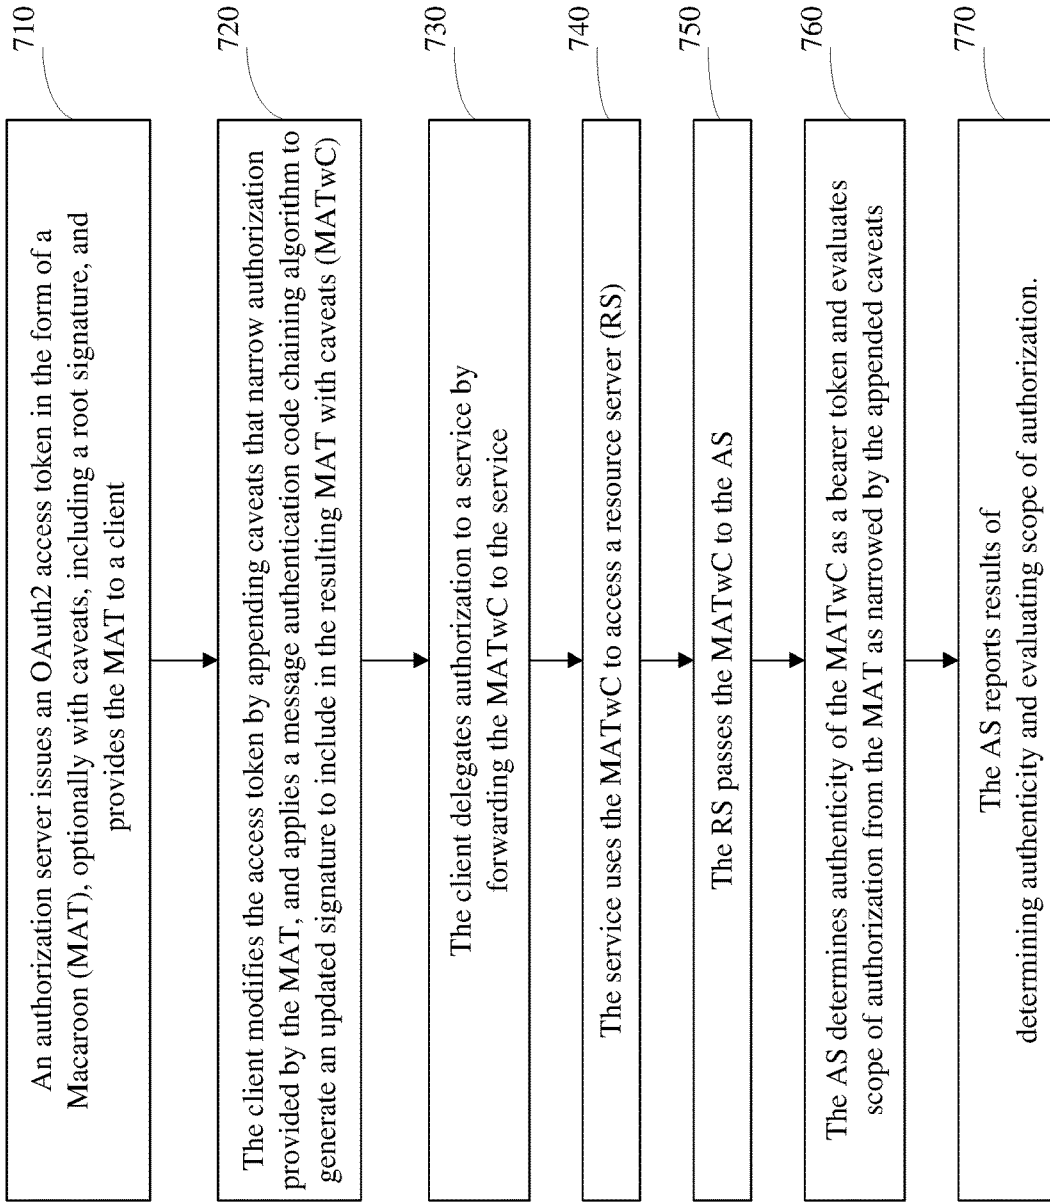 710
An authorization server issues an OAuth2 access token in the form of a
Macaroon (MAT), optionally with caveats, including a root signature, and
provides the MAT to a client
720
The client modifies the access token by appending caveats that narrow authorization
provided by the MAT, and applies a message authentication code chaining algorithm to
generate an updated signature to include in the resulting MAT with caveats (MATwC)
730
The client delegates authorization to a service by
forwarding the MATwC to the service
740
The service uses the MATwC to access a resource server (RS)
750
The RS passes the MATwC to the AS
760
The AS determines authenticity of the MATwC as a bearer token and evaluates
scope of authorization from the MAT as narrowed by the appended caveats
770
The AS reports results of
determining authenticity and evaluating scope of authorization.